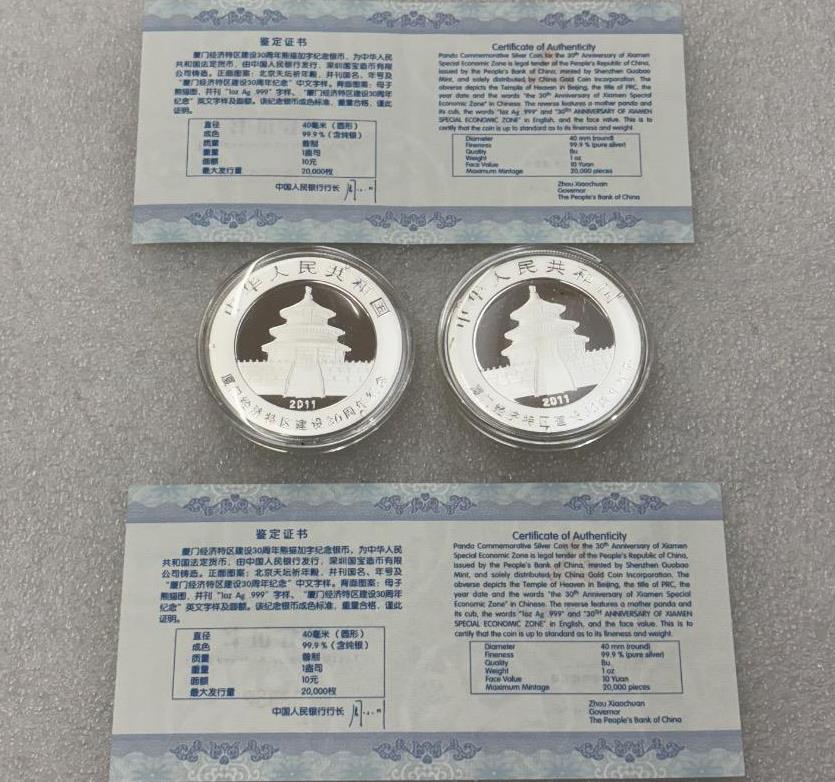 鉴定证书
厦门经济特区建设30周年熊猫加字纪念银币，为中华人民
共和国法定货币，由中国人民银行发行，深圳国宝造币有限
公司铸造。正面图案：北京天坛祈年殿，并刊国名、年号及
"厦门经济特区建设30周年纪念"中文字样。背面图案：母子
熊猫图，并刊"1oz Ag .999"字样、"厦门经济特区建设30周年
纪念"英文字样及面额。该纪念银币成色标准，重量合格，谨此
证明。
直径 40毫米（圆形）
成色 99.9%（含纯银）
质量 普制
重量 1盎司
面额 10元
最大发行量 20,000枚
中国人民银行行长
Certificate of Authenticity
Panda Commemorative Silver Coin for the 30th Anniversary of Xiamen
Special Economic Zone is legal tender of the People's Republic of China,
issued by the People's Bank of China, minted by Shenzhen Guobao
Mint, and solely distributed by China Gold Coin Incorporation. The
obverse depicts the Temple of Heaven in Beijing, the title of PRC, the
year date and the words "the 30th Anniversary of Xiamen Special
Economic Zone" in Chinese. The reverse features a mother panda and
its cub, the words "1oz Ag .999" and "30TH ANNIVERSARY OF XIAMEN
SPECIAL ECONOMIC ZONE" in English, and the face value. This is to
certify that the coin is up to standard as to its fineness and weight.
Diameter 40 mm (round)
Fineness 99.9 % (pure silver)
Quality Bu
Weight 1 oz
Face Value 10 Yuan
Maximum Mintage 20,000 pieces
Zhou Xiaochuan
Governor
The People's Bank of China
中华人民共和国
2011
厦门经济特区建设30周年纪念
中华人民共和国
2011
厦门经济特区建设30周年纪念
鉴定证书
厦门经济特区建设30周年熊猫加字纪念银币，为中华人民
共和国法定货币，由中国人民银行发行，深圳国宝造币有限
公司铸造。正面图案：北京天坛祈年殿，并刊国名、年号及
"厦门经济特区建设30周年纪念"中文字样。背面图案：母子
熊猫图，并刊"1oz Ag .999"字样、"厦门经济特区建设30周年
纪念"英文字样及面额。该纪念银币成色标准，重量合格，谨此
证明。
直径 40毫米（圆形）
成色 99.9%（含纯银）
质量 普制
重量 1盎司
面额 10元
最大发行量 20,000枚
中国人民银行行长
Certificate of Authenticity
Panda Commemorative Silver Coin for the 30th Anniversary of Xiamen
Special Economic Zone is legal tender of the People's Republic of China,
issued by the People's Bank of China, minted by Shenzhen Guobao
Mint, and solely distributed by China Gold Coin Incorporation. The
obverse depicts the Temple of Heaven in Beijing, the title of PRC, the
year date and the words "the 30th Anniversary of Xiamen Special
Economic Zone" in Chinese. The reverse features a mother panda and
its cub, the words "1oz Ag .999" and "30TH ANNIVERSARY OF XIAMEN
SPECIAL ECONOMIC ZONE" in English, and the face value. This is to
certify that the coin is up to standard as to its fineness and weight.
Diameter 40 mm (round)
Fineness 99.9 % (pure silver)
Quality Bu
Weight 1 oz
Face Value 10 Yuan
Maximum Mintage 20,000 pieces
Zhou Xiaochuan
Governor
The People's Bank of China